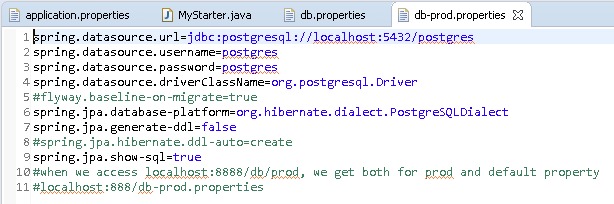 application.properties MyStarter.java db.properties db-prod.properties
1 spring.datasource.url=jdbc:postgresql://localhost:5432/postgres
2 spring.datasource.username=postgres
3 spring.datasource.password=postgres
4 spring.datasource.driverClassName=org.postgresql.Driver
5 #flyway.baseline-on-migrate=true
6 spring.jpa.database-platform=org.hibernate.dialect.PostgreSQLDialect
7 spring.jpa.generate-ddl=false
8 #spring.jpa.hibernate.ddl-auto=create
9 spring.jpa.show-sql=true
10 #when we access localhost:8888/db/prod, we get both for prod and default property
11 #localhost:888/db-prod.properties